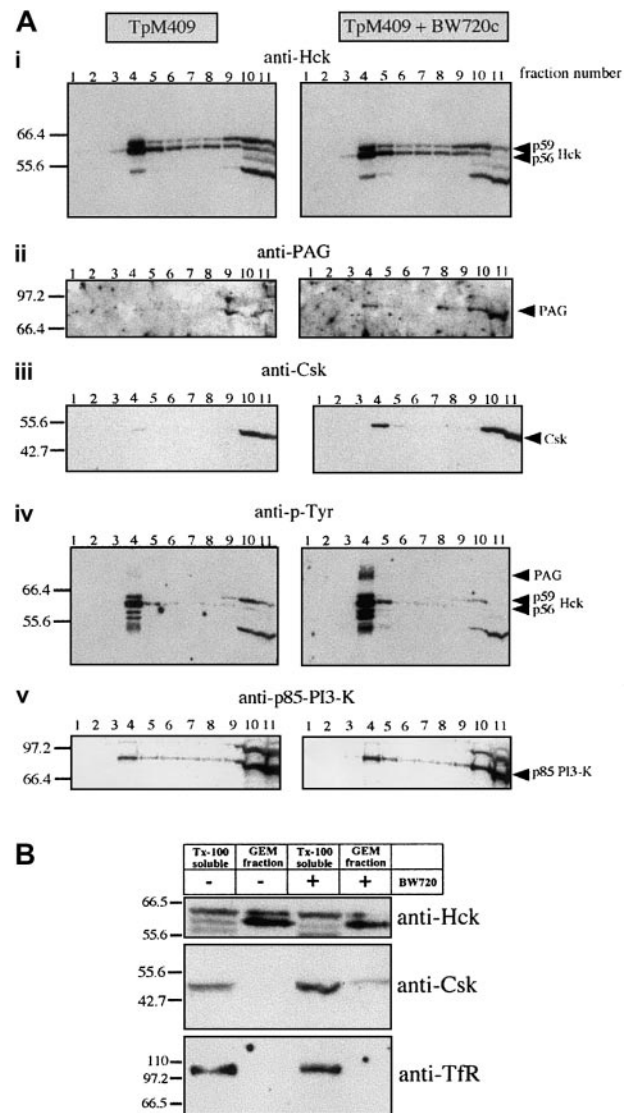 A
TpM409 TpM409 + BW720c
i anti-Hck
1 2 3 4 5 6 7 8 9 10 11 1 2 3 4 5 6 7 8 9 10 11 fraction number
66.4
55.6
p59
p56 Hck
ii anti-PAG
1 2 3 4 5 6 7 8 9 10 11 1 2 3 4 5 6 7 8 9 10 11
97.2
66.4
PAG
iii anti-Csk
1 2 3 4 5 6 7 8 9 10 11 1 2 3 4 5 6 7 8 9 10 11
55.6
42.7
Csk
iv anti-p-Tyr
1 2 3 4 5 6 7 8 9 10 11 1 2 3 4 5 6 7 8 9 10 11
PAG
66.4
55.6
p59
p56 Hck
v anti-p85-PI3-K
1 2 3 4 5 6 7 8 9 10 11 1 2 3 4 5 6 7 8 9 10 11
97.2
66.4
p85 PI3-K
B
Tx-100 soluble GEM fraction Tx-100 soluble GEM fraction
- - + + BW720
66.5
55.6
anti-Hck
55.6
42.7
anti-Csk
110
97.2
66.5
anti-TfR